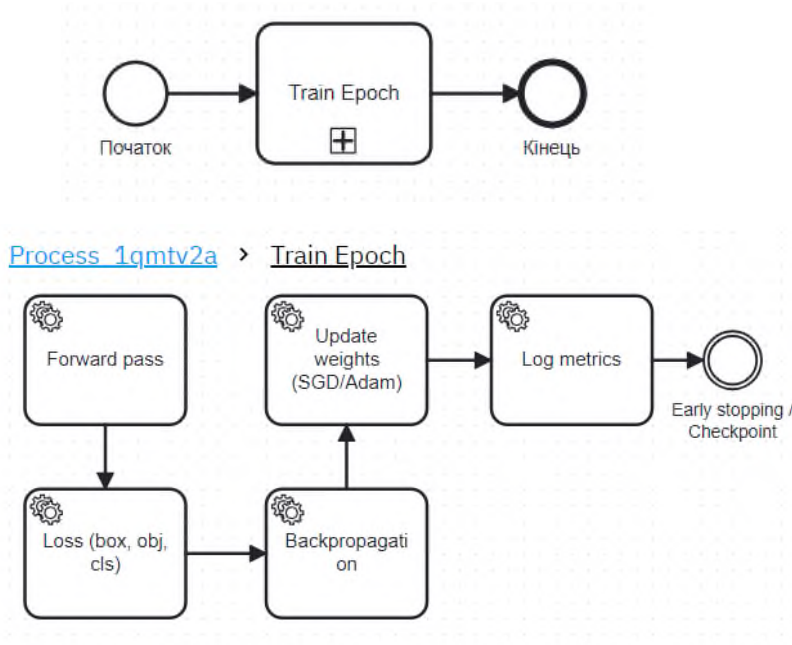 Train Epoch
Початок
Кінець
Process_1qmtv2a > Train Epoch
Forward pass
Update
weights
(SGD/Adam)
Log metrics
Early stopping /
Checkpoint
Loss (box, obj,
cls)
Backpropagati
on